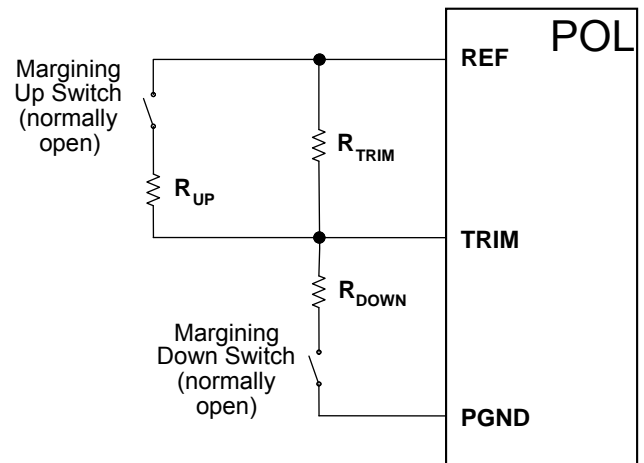 POL
REF
Margining
Up Switch
(normally
open)
R_TRIM
R_UP
TRIM
R_DOWN
Margining
Down Switch
(normally
open)
PGND